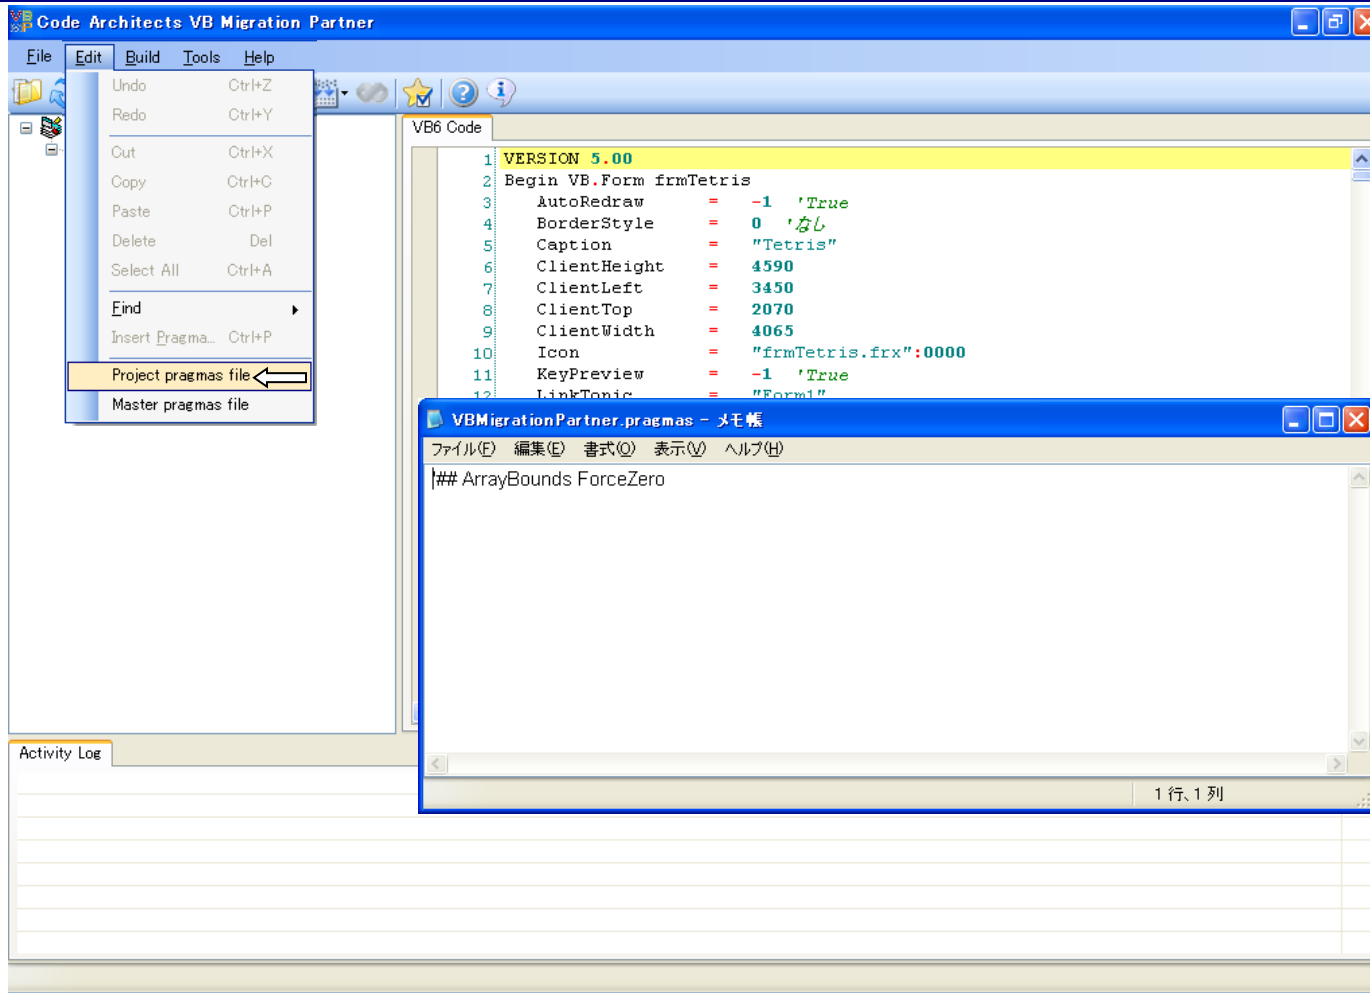 Code Architects VB Migration Partner
File Edit Build Tools Help
Undo Ctrl+Z
Redo Ctrl+Y
Cut Ctrl+X
Copy Ctrl+C
Paste Ctrl+P
Delete Del
Select All Ctrl+A
Find
Insert Pragma... Ctrl+P
Project pragmas file
Master pragmas file
VB6 Code
1 VERSION 5.00
2 Begin VB.Form frmTetris
3 AutoRedraw = -1 'True
4 BorderStyle = 0 'なし
5 Caption = "Tetris"
6 ClientHeight = 4590
7 ClientLeft = 3450
8 ClientTop = 2070
9 ClientWidth = 4065
10 Icon = "frmTetris.frx":0000
11 KeyPreview = -1 'True
12 LinkTopic = "Form1"
VBMigrationPartner.pragmas - メモ帳
ファイル(F) 編集(E) 書式(O) 表示(V) ヘルプ(H)
'## ArrayBounds ForceZero
1 行、1 列
Activity Log